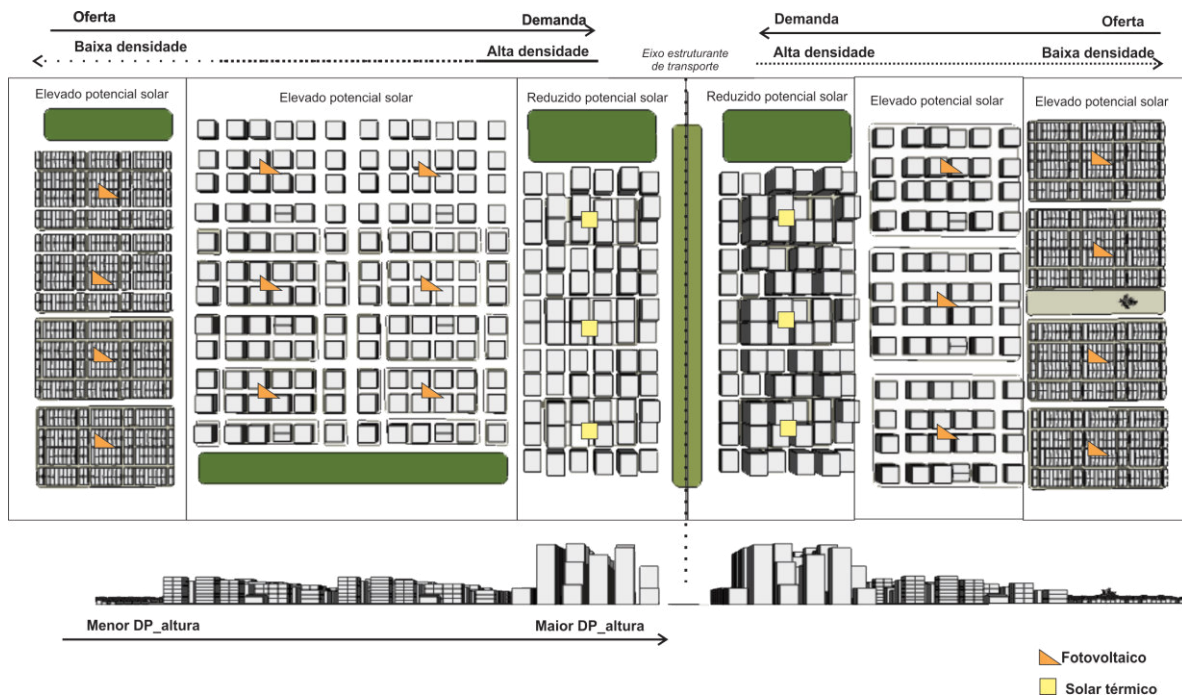 Oferta
Demanda
Demanda
Oferta
Baixa densidade
Alta densidade
Eixo estruturante
de transporte
Alta densidade
Baixa densidade
Elevado potencial solar
Elevado potencial solar
Reduzido potencial solar
Reduzido potencial solar
Elevado potencial solar
Elevado potencial solar
Menor DP_altura
Maior DP_altura
Fotovoltaico
Solar térmico